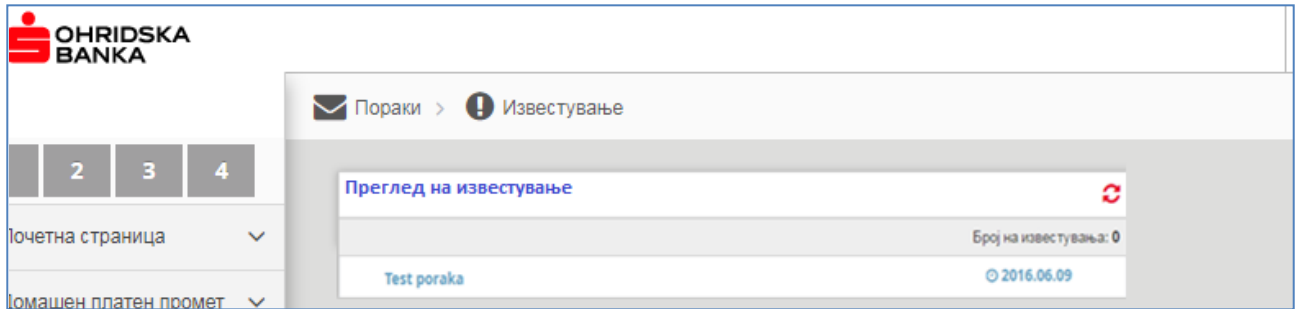 OHRIDSKA
BANKA
Пораки > Известување
2 3 4
Преглед на известување
Почетна страница
Број на известувања: 0
Test poraka 2016.06.09
Домашен платен промет